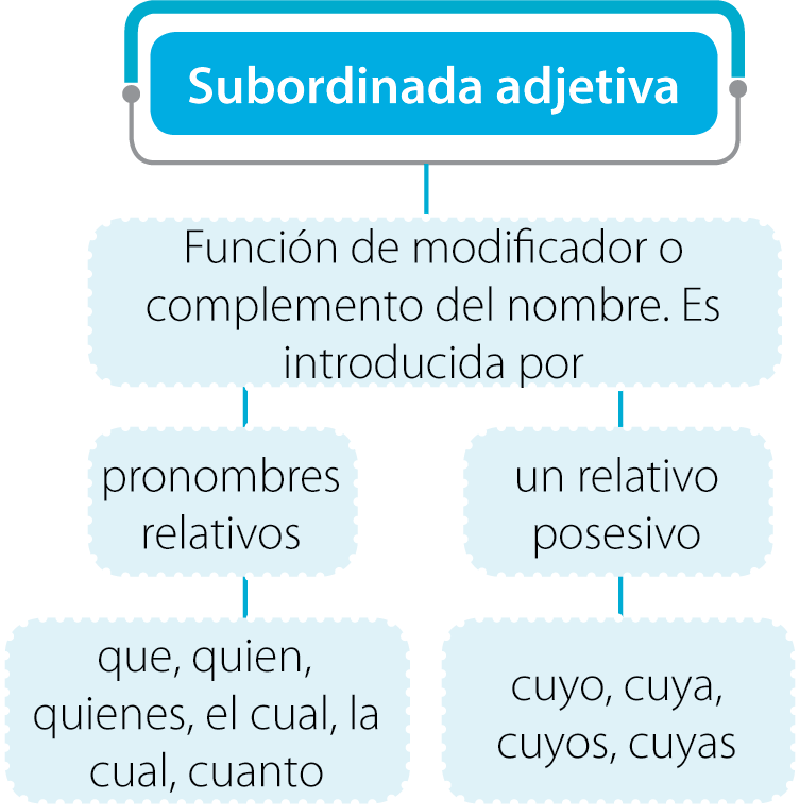 Subordinada adjetiva
Función de modificador o
complemento del nombre. Es
introducida por
pronombres
relativos
un relativo
posesivo
que, quien,
quienes, el cual, la
cual, cuanto
cuyo, cuya,
cuyos, cuyas